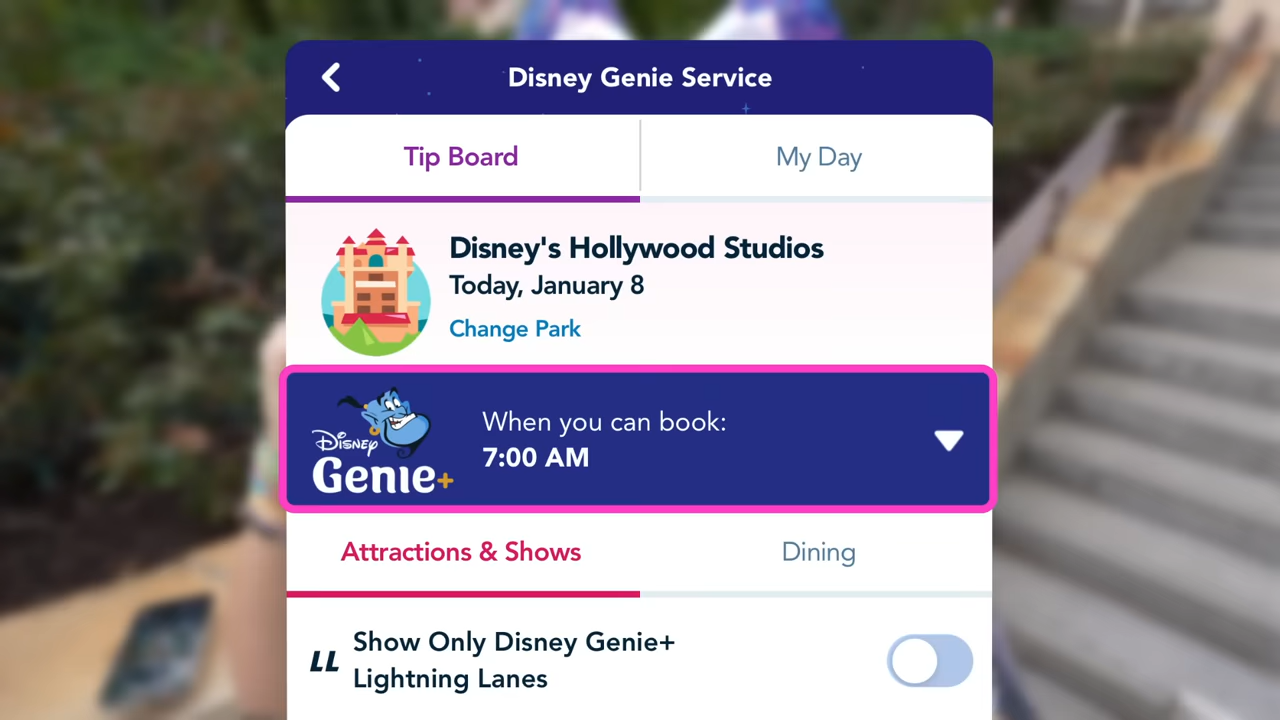 Disney Genie Service
Tip Board
My Day
Disney's Hollywood Studios
Today, January 8
Change Park
Disney
Genie+
When you can book:
7:00 AM
Attractions & Shows
Dining
LL
Show Only Disney Genie+
Lightning Lanes